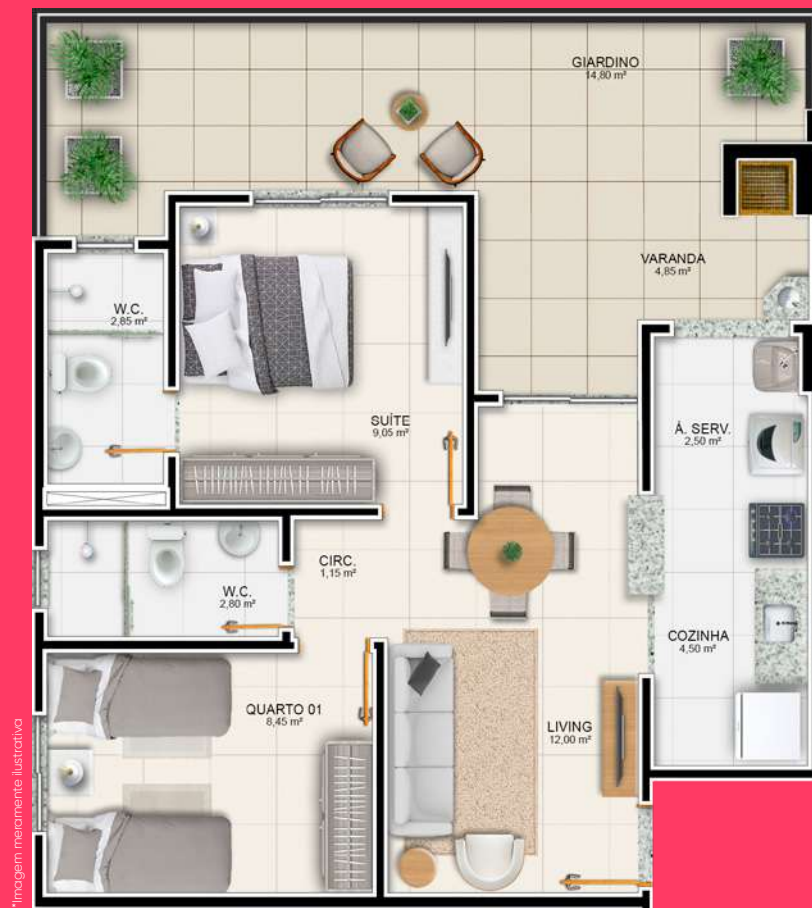 GIARDINO
14,80 m²
VARANDA
4,85 m²
W.C.
2,85 m²
SUÍTE
9,05 m²
Á. SERV.
2,50 m²
CIRC.
1,15 m²
W.C.
2,80 m²
COZINHA
4,50 m²
QUARTO 01
8,45 m²
LIVING
12,00 m²
*Imagem meramente ilustrativa